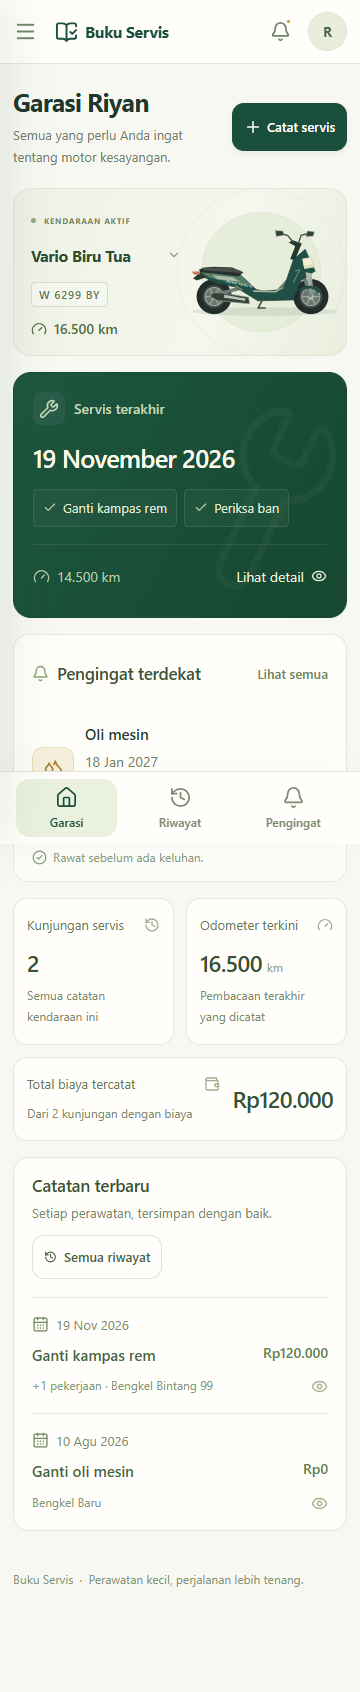 Buku Servis
R
Garasi Riyan
Semua yang perlu Anda ingat
tentang motor kesayangan.
Catat servis
KENDARAAN AKTIF
Vario Biru Tua
W 6299 BY
16.500 km
Servis terakhir
19 November 2026
Ganti kampas rem
Periksa ban
14.500 km
Lihat detail
Pengingat terdekat
Lihat semua
Oli mesin
18 Jan 2027
Garasi
Riwayat
Pengingat
Rawat sebelum ada keluhan.
Kunjungan servis
2
Semua catatan
kendaraan ini
Odometer terkini
16.500 km
Pembacaan terakhir
yang dicatat
Total biaya tercatat
Dari 2 kunjungan dengan biaya
Rp120.000
Catatan terbaru
Setiap perawatan, tersimpan dengan baik.
Semua riwayat
19 Nov 2026
Ganti kampas rem
Rp120.000
+1 pekerjaan · Bengkel Bintang 99
10 Agu 2026
Ganti oli mesin
Rp0
Bengkel Baru
Buku Servis · Perawatan kecil, perjalanan lebih tenang.